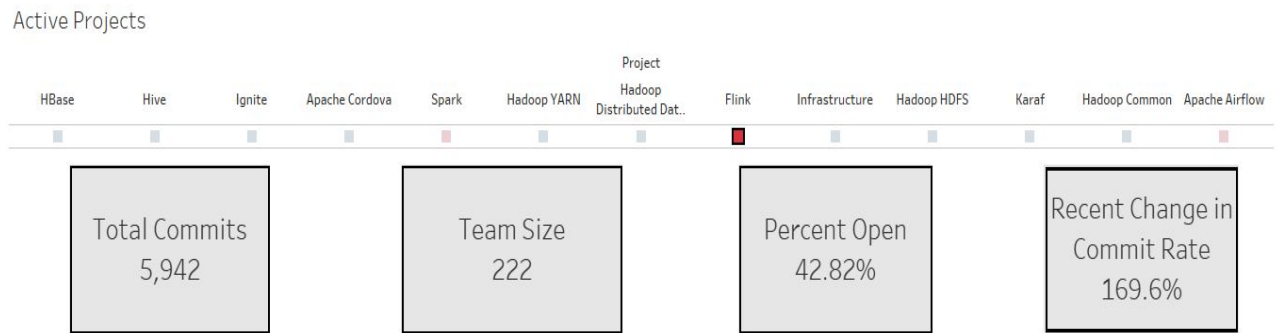 Active Projects
Project
HBase Hive Ignite Apache Cordova Spark Hadoop YARN Hadoop Distributed Dat.. Flink Infrastructure Hadoop HDFS Karaf Hadoop Common Apache Airflow
Total Commits
5,942
Team Size
222
Percent Open
42.82%
Recent Change in
Commit Rate
169.6%